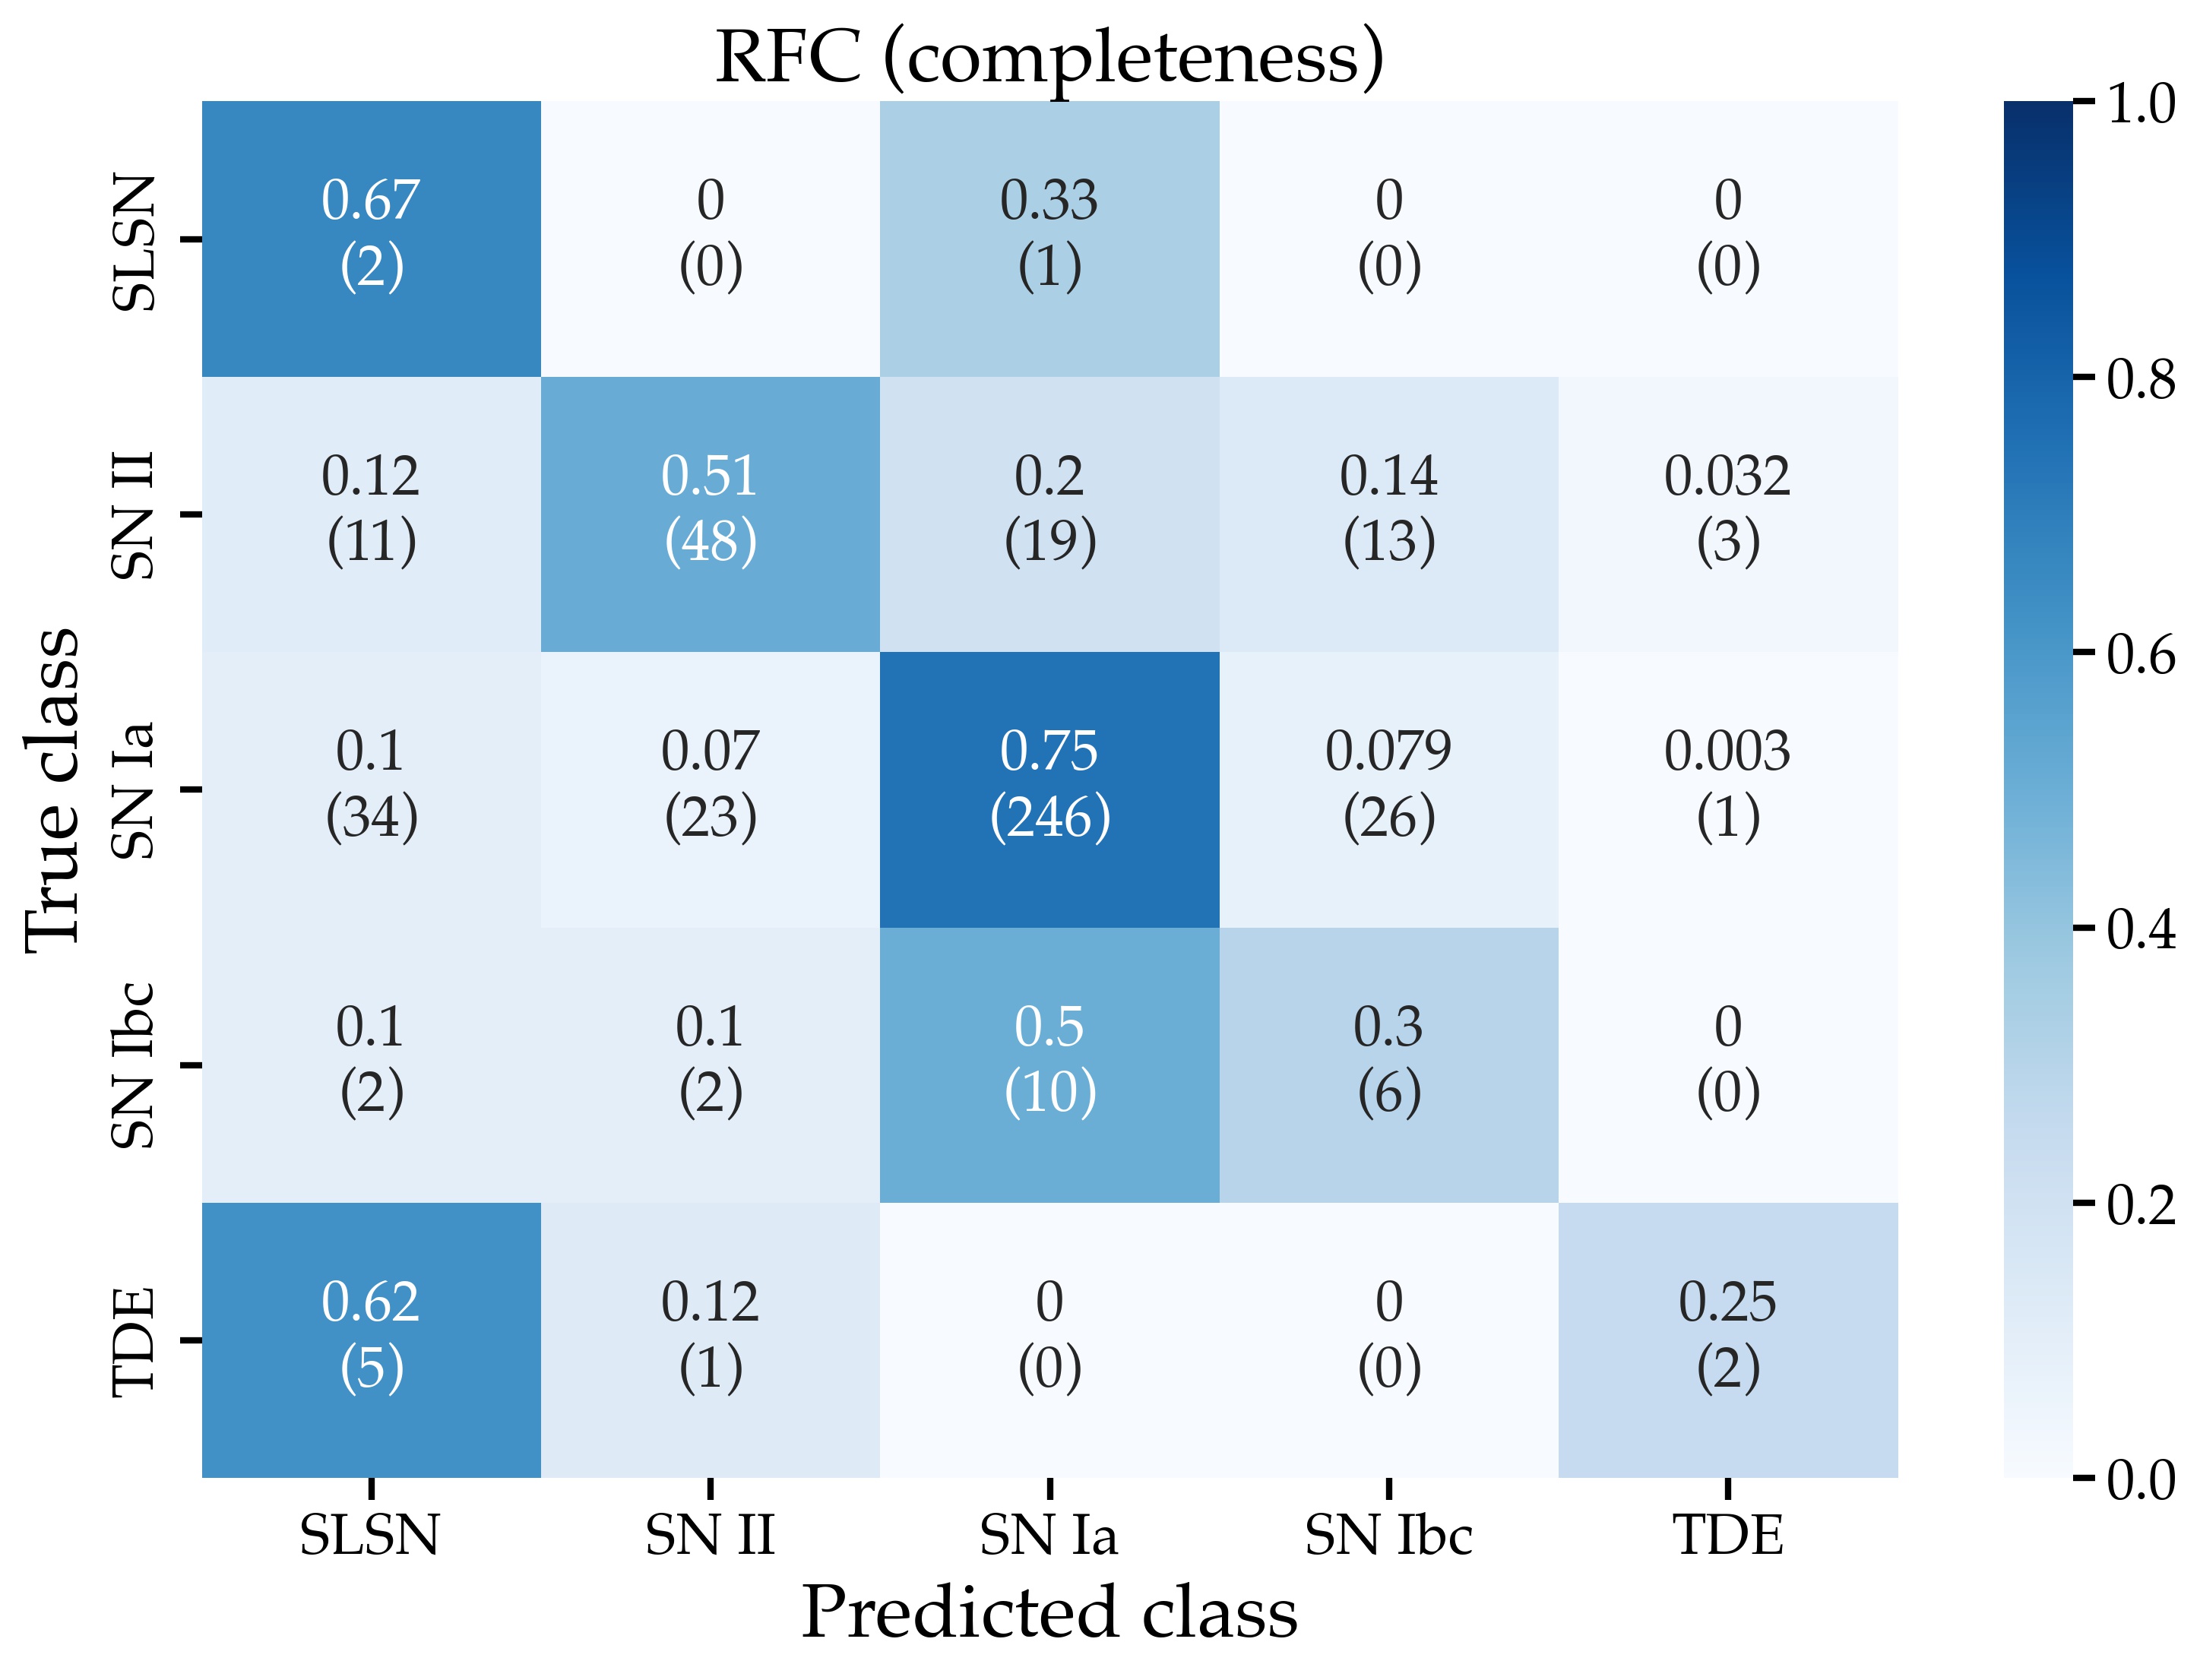 RFC (completeness)
True class
SLSN
0.67 0 0.33 0 0
(2) (0) (1) (0) (0)
SN II
0.12 0.51 0.2 0.14 0.032
(11) (48) (19) (13) (3)
SN Ia
0.1 0.07 0.75 0.079 0.003
(34) (23) (246) (26) (1)
SN Ibc
0.1 0.1 0.5 0.3 0
(2) (2) (10) (6) (0)
TDE
0.62 0.12 0 0 0.25
(5) (1) (0) (0) (2)
SLSN SN II SN Ia SN Ibc TDE
Predicted class
1.0
0.8
0.6
0.4
0.2
0.0